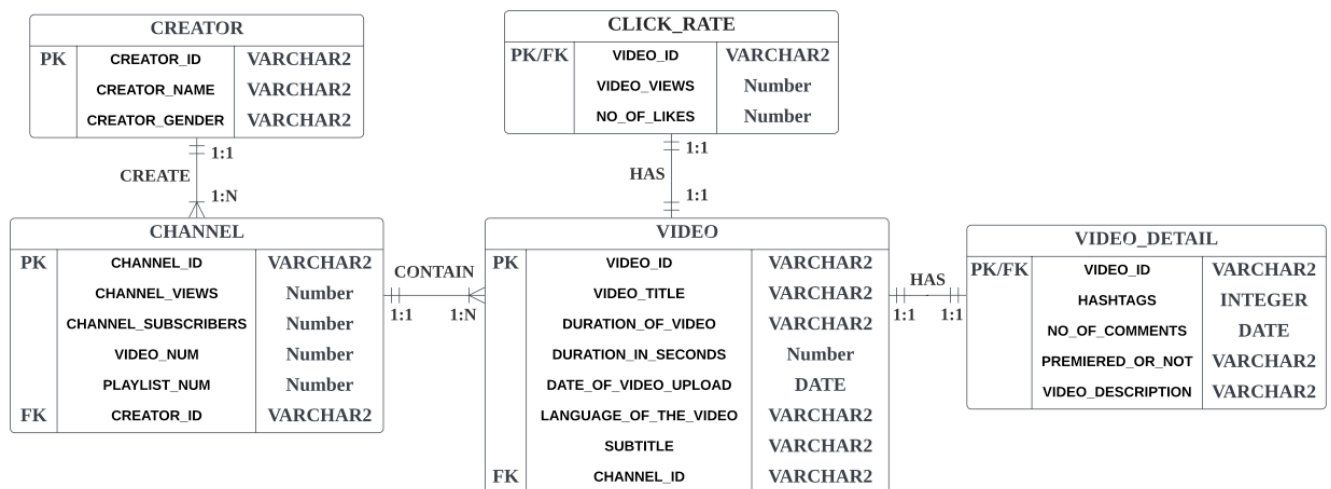 CREATOR
PK CREATOR_ID VARCHAR2
CREATOR_NAME VARCHAR2
CREATOR_GENDER VARCHAR2
1:1
CREATE
1:N
CLICK_RATE
PK/FK VIDEO_ID VARCHAR2
VIDEO_VIEWS Number
NO_OF_LIKES Number
1:1
HAS
1:1
CHANNEL
PK CHANNEL_ID VARCHAR2
CHANNEL_VIEWS Number
CHANNEL_SUBSCRIBERS Number
VIDEO_NUM Number
PLAYLIST_NUM Number
FK CREATOR_ID VARCHAR2
CONTAIN
1:1 1:N
VIDEO
PK VIDEO_ID VARCHAR2
VIDEO_TITLE VARCHAR2
DURATION_OF_VIDEO VARCHAR2
DURATION_IN_SECONDS Number
DATE_OF_VIDEO_UPLOAD DATE
LANGUAGE_OF_THE_VIDEO VARCHAR2
SUBTITLE VARCHAR2
FK CHANNEL_ID VARCHAR2
HAS
1:1 1:1
VIDEO_DETAIL
PK/FK VIDEO_ID VARCHAR2
HASHTAGS INTEGER
NO_OF_COMMENTS DATE
PREMIERED_OR_NOT VARCHAR2
VIDEO_DESCRIPTION VARCHAR2